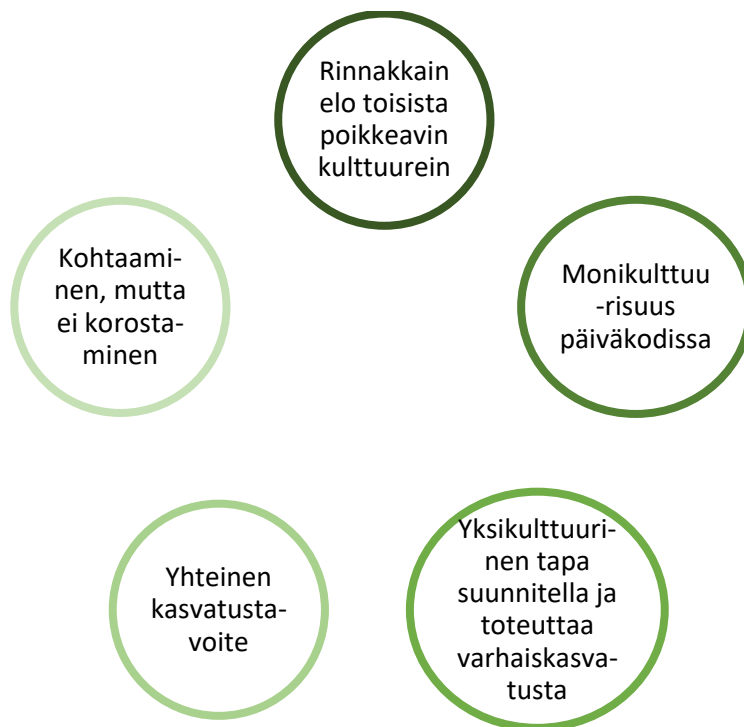 Rinnakkain
elo toisista
poikkeavin
kulttuurein
Kohtaami-
nen, mutta
ei korosta-
minen
Monikulttuu
-risuus
päiväkodissa
Yhteinen
kasvatusta-
voite
Yksikulttuuri-
nen tapa
suunnitella ja
toteuttaa
varhaiskasva-
tusta